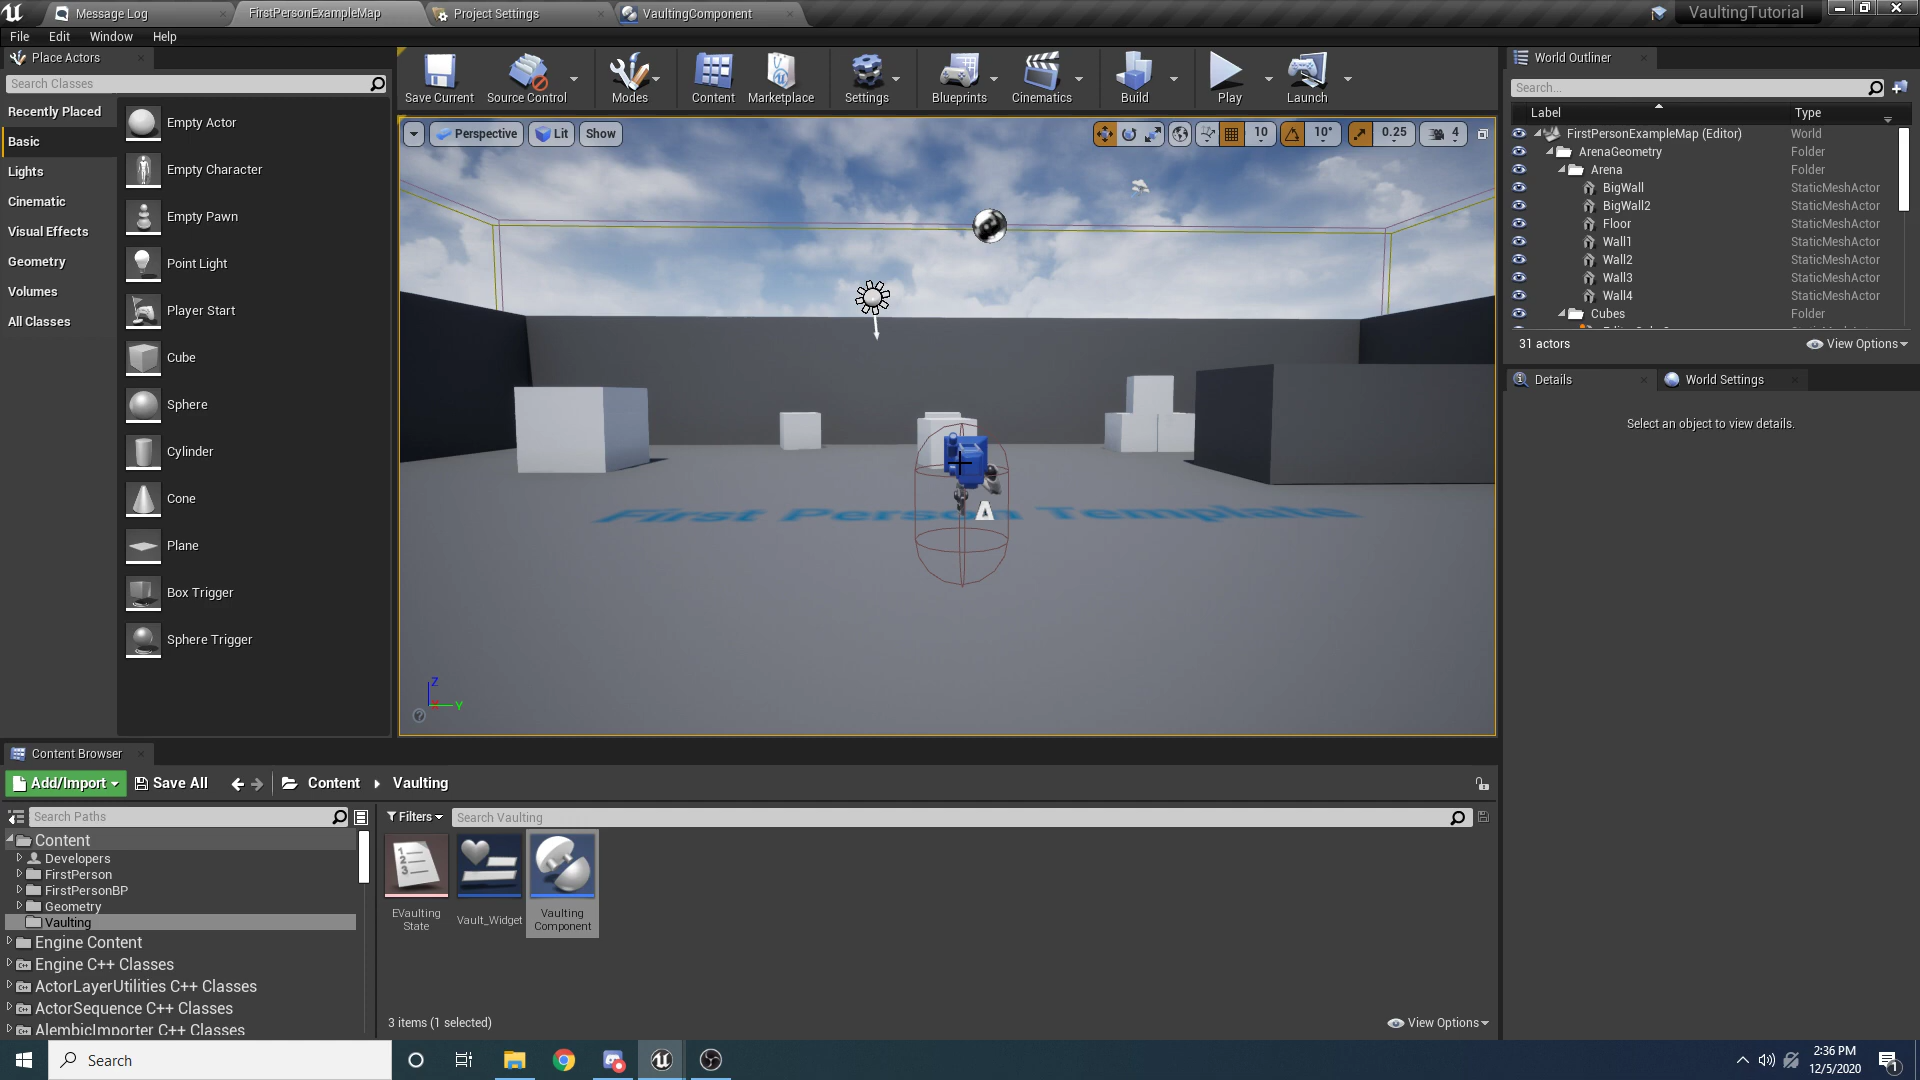 Message Log
FirstPersonExampleMap
Project Settings
VaultingComponent
VaultingTutorial
File Edit Window Help
Place Actors
Search Classes
Recently Placed
Basic
Lights
Cinematic
Visual Effects
Geometry
Volumes
All Classes
Empty Actor
Empty Character
Empty Pawn
Point Light
Player Start
Cube
Sphere
Cylinder
Cone
Plane
Box Trigger
Sphere Trigger
Save Current
Source Control
Modes
Content
Marketplace
Settings
Blueprints
Cinematics
Build
Play
Launch
Perspective Lit Show
10 10° 0.25 4
First Person Template
Z
Y
World Outliner
Search...
Label Type
FirstPersonExampleMap (Editor) World
ArenaGeometry Folder
Arena Folder
BigWall StaticMeshActor
BigWall2 StaticMeshActor
Floor StaticMeshActor
Wall1 StaticMeshActor
Wall2 StaticMeshActor
Wall3 StaticMeshActor
Wall4 StaticMeshActor
Cubes Folder
31 actors
View Options
Details
World Settings
Select an object to view details.
Content Browser
Add/Import
Save All
Content
Vaulting
Search Paths
Filters
Search Vaulting
Content
Developers
FirstPerson
FirstPersonBP
Geometry
Vaulting
Engine Content
Engine C++ Classes
ActorLayerUtilities C++ Classes
ActorSequence C++ Classes
AlembicImporter C++ Classes
EVaulting
State
Vault_Widget
Vaulting
Component
3 items (1 selected)
View Options
Search
2:36 PM
12/5/2020
1